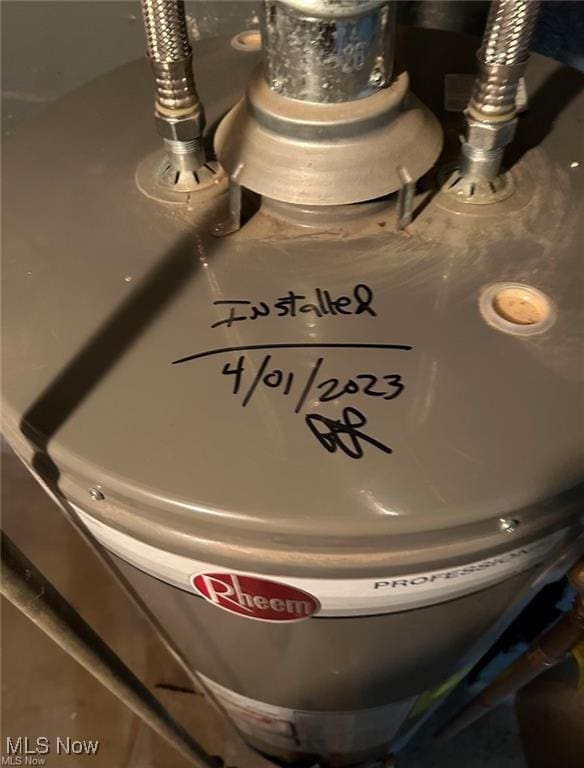 Installed
4/01/2023
Rheem
PROFESSIONAL
MLS Now
MLS Now